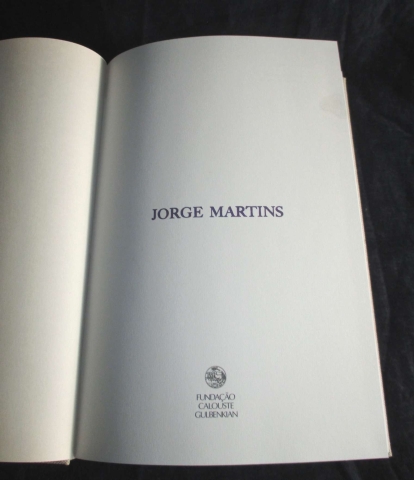 JORGE MARTINS
FUNDAÇÃO
CALOUSTE
GULBENKIAN